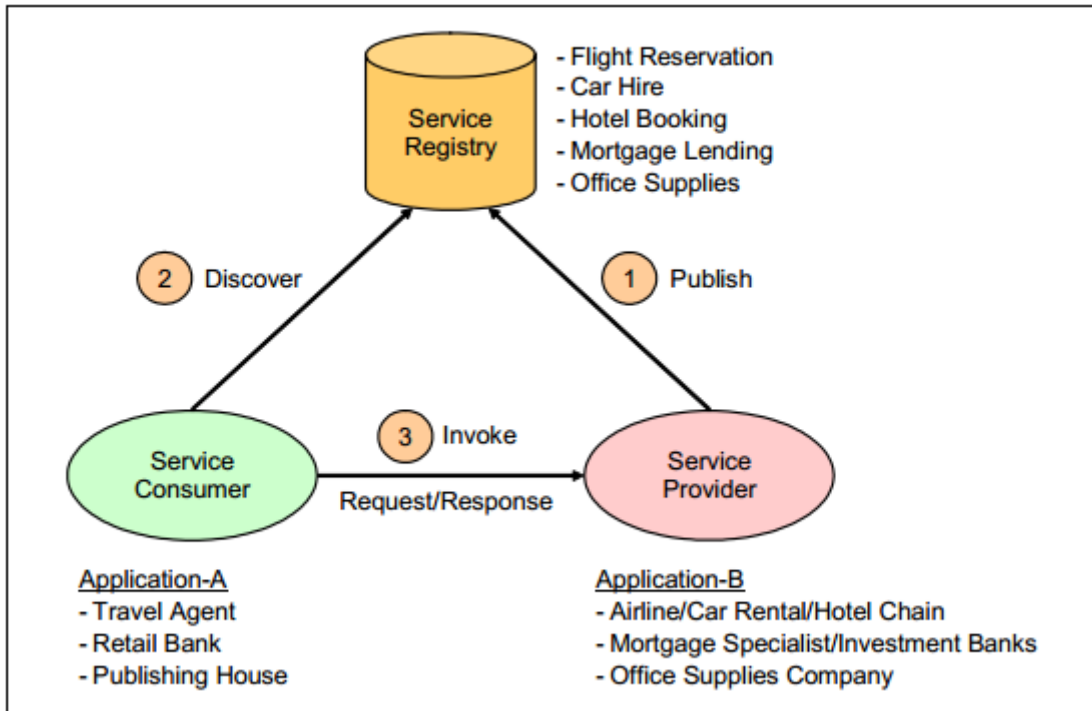 Service
Registry
- Flight Reservation
- Car Hire
- Hotel Booking
- Mortgage Lending
- Office Supplies
2 Discover
1 Publish
3 Invoke
Request/Response
Service
Consumer
Service
Provider
Application-A
- Travel Agent
- Retail Bank
- Publishing House
Application-B
- Airline/Car Rental/Hotel Chain
- Mortgage Specialist/Investment Banks
- Office Supplies Company